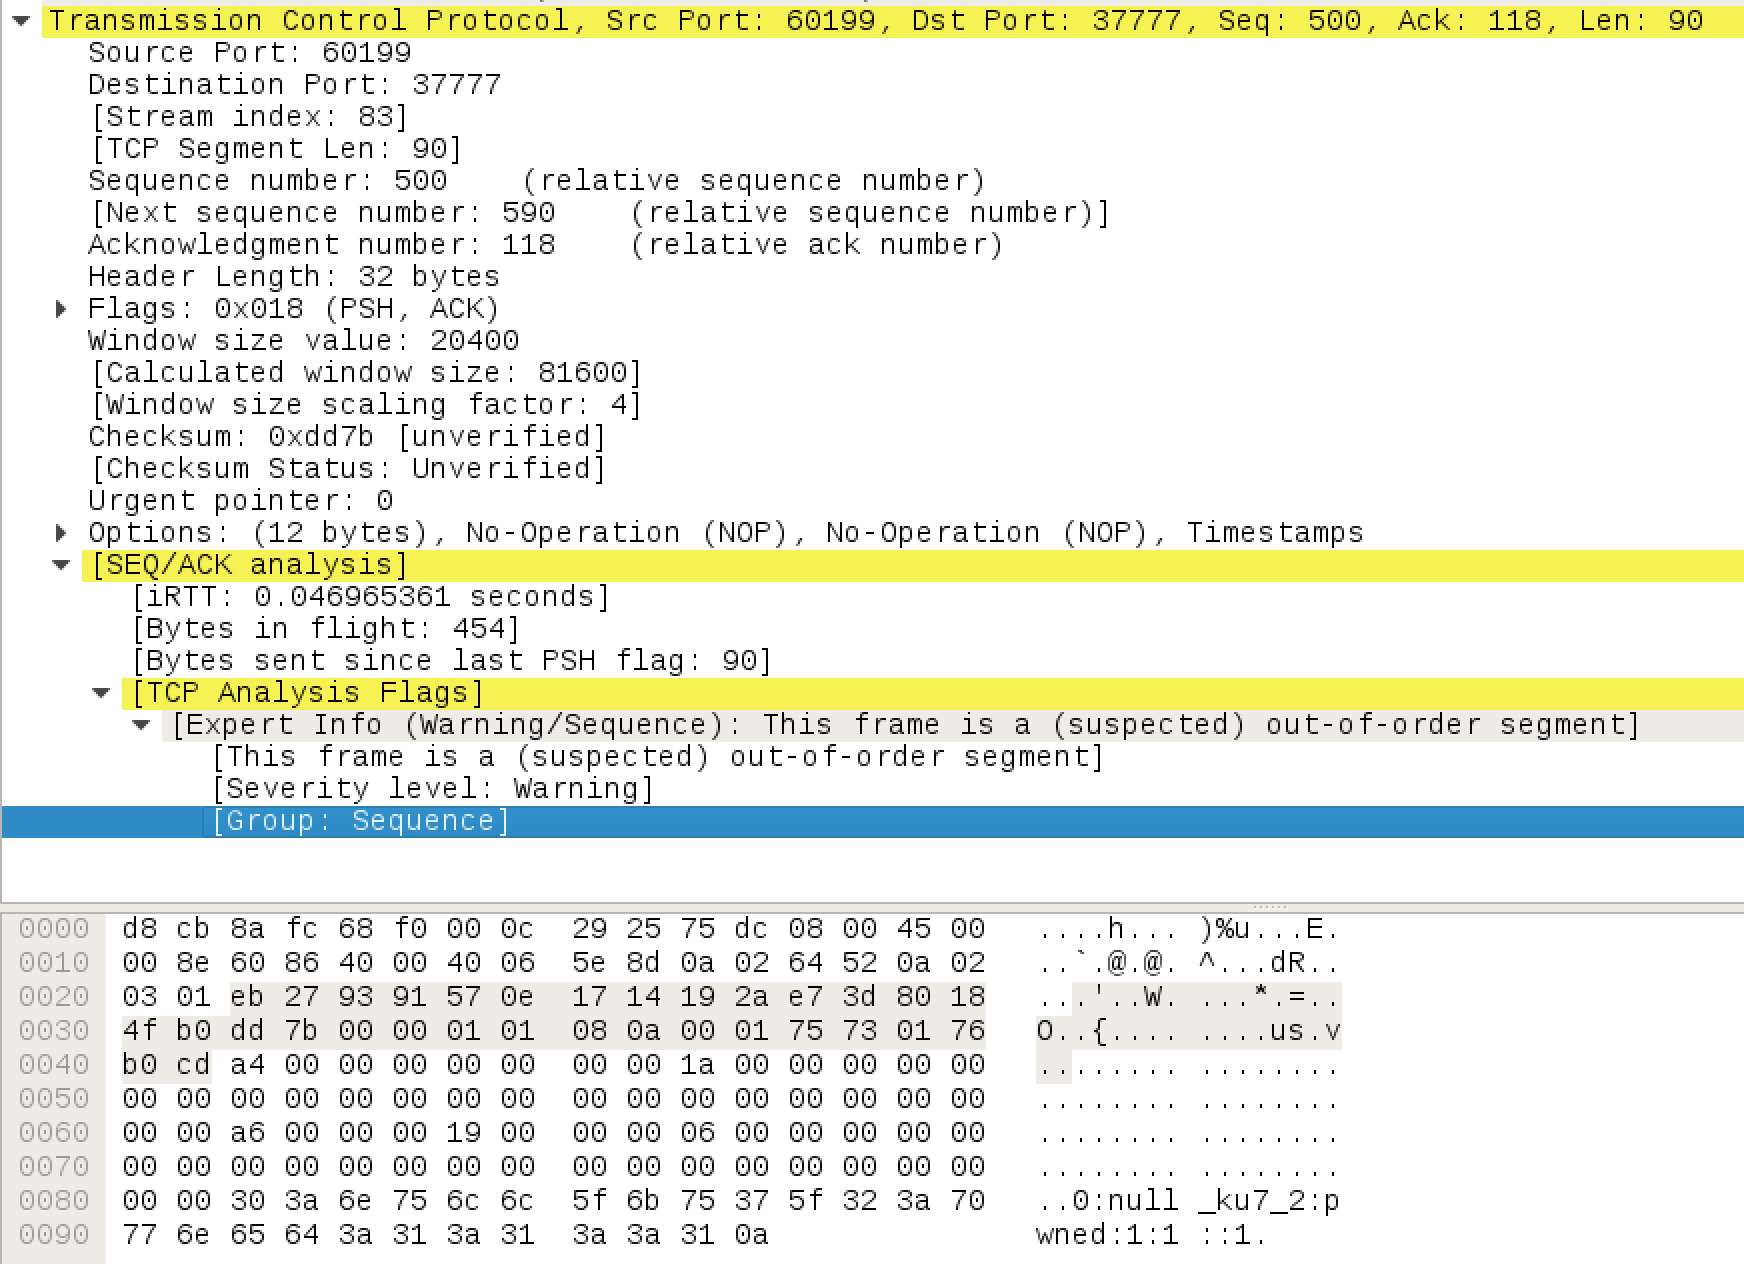 Transmission Control Protocol, Src Port: 60199, Dst Port: 37777, Seq: 500, Ack: 118, Len: 90
Source Port: 60199
Destination Port: 37777
[Stream index: 83]
[TCP Segment Len: 90]
Sequence number: 500    (relative sequence number)
[Next sequence number: 590    (relative sequence number)]
Acknowledgment number: 118    (relative ack number)
Header Length: 32 bytes
Flags: 0x018 (PSH, ACK)
Window size value: 20400
[Calculated window size: 81600]
[Window size scaling factor: 4]
Checksum: 0xdd7b [unverified]
[Checksum Status: Unverified]
Urgent pointer: 0
Options: (12 bytes), No-Operation (NOP), No-Operation (NOP), Timestamps
[SEQ/ACK analysis]
[iRTT: 0.046965361 seconds]
[Bytes in flight: 454]
[Bytes sent since last PSH flag: 90]
[TCP Analysis Flags]
[Expert Info (Warning/Sequence): This frame is a (suspected) out-of-order segment]
[This frame is a (suspected) out-of-order segment]
[Severity level: Warning]
[Group: Sequence]
0000 d8 cb 8a fc 68 f0 00 0c 29 25 75 dc 08 00 45 00 ....h... )%u...E.
0010 00 8e 60 86 40 00 40 06 5e 8d 0a 02 64 52 0a 02 ..`.@.@. ^...dR..
0020 03 01 eb 27 93 91 57 0e 17 14 19 2a e7 3d 80 18 ...'..W. ...*.=..
0030 4f b0 dd 7b 00 00 01 01 08 0a 00 01 75 73 01 76 O..{.... ....us.v
0040 b0 cd a4 00 00 00 00 00 00 00 1a 00 00 00 00 00 ........ ........
0050 00 00 00 00 00 00 00 00 00 00 00 00 00 00 00 00 ........ ........
0060 00 00 a6 00 00 00 19 00 00 00 06 00 00 00 00 00 ........ ........
0070 00 00 00 00 00 00 00 00 00 00 00 00 00 00 00 00 ........ ........
0080 00 00 30 3a 6e 75 6c 6c 5f 6b 75 37 5f 32 3a 70 ..0:null _ku7_2:p
0090 77 6e 65 64 3a 31 3a 31 3a 3a 31 0a wned:1:1 ::1.